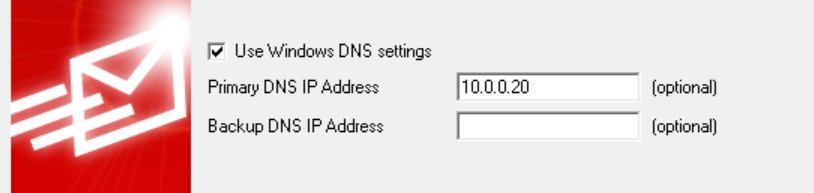 Use Windows DNS settings
Primary DNS IP Address 10.0.0.20 (optional)
Backup DNS IP Address (optional)